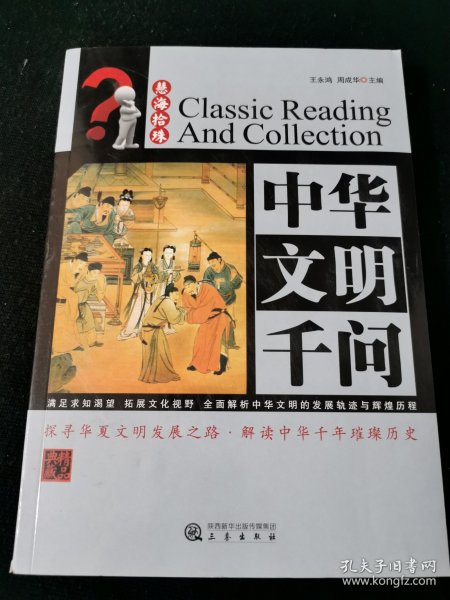 王永鸿 周成华 主编
慧海拾珠
Classic Reading
And Collection
中华
文明
千问
满足求知渴望 拓展文化视野 全面解析中华文明的发展轨迹与辉煌历程
探寻华夏文明发展之路·解读中华千年璀璨历史
精品
典藏
陕西新华出版传媒集团
三秦出版社
孔夫子旧书网
www.kongfz.com